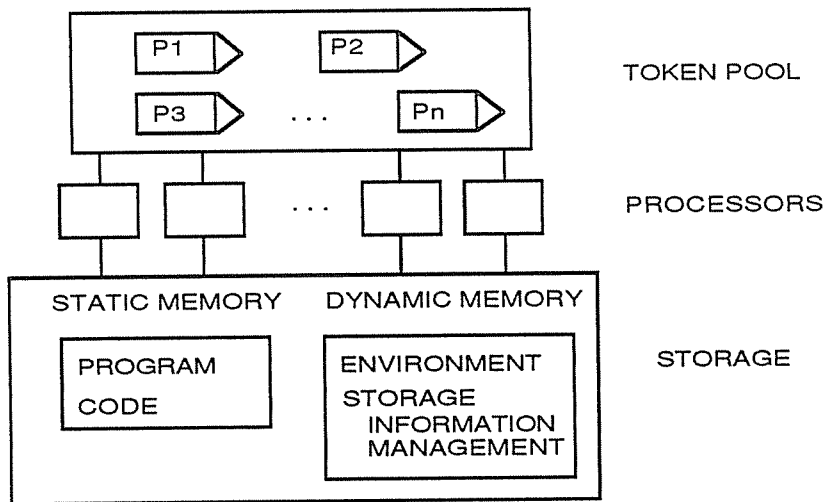 P1 P2
TOKEN POOL
P3 ... Pn
... PROCESSORS
STATIC MEMORY DYNAMIC MEMORY
PROGRAM
CODE
ENVIRONMENT
STORAGE
INFORMATION
MANAGEMENT
STORAGE